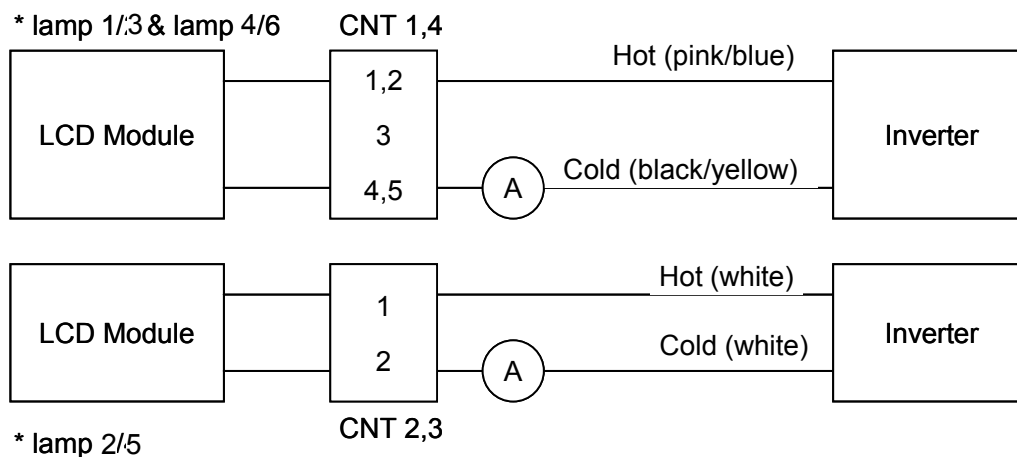 * lamp 1/3 & lamp 4/6 CNT 1,4
Hot (pink/blue)
1,2
LCD Module 3 Inverter
Cold (black/yellow)
4,5 A
Hot (white)
1
LCD Module Inverter
Cold (white)
2 A
CNT 2,3
* lamp 2/5